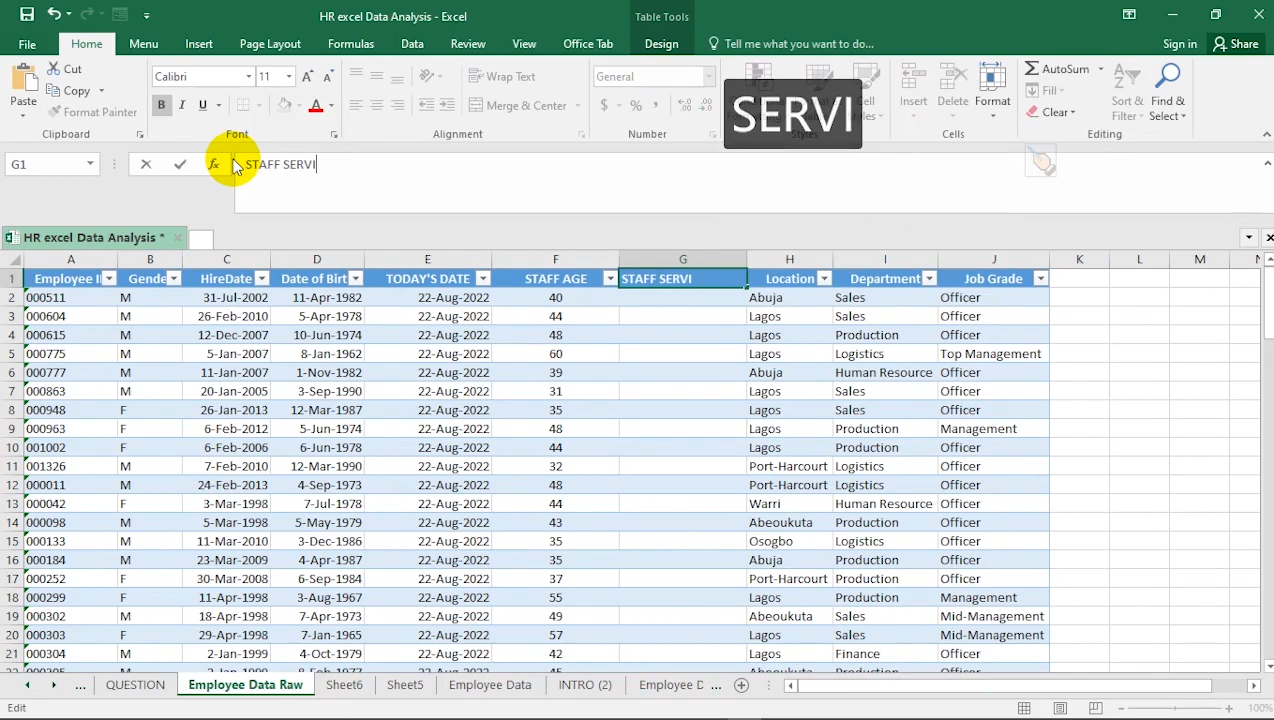 HR excel Data Analysis - Excel
Table Tools
File Home Menu Insert Page Layout Formulas Data Review View Office Tab Design Tell me what you want to do... Sign in Share
Paste Cut Copy Format Painter
Clipboard
Calibri 11
B I U
Font
Wrap Text
Merge & Center
Alignment
General
$ % ,
Number
SERVI
Styles
Insert Delete Format
Cells
AutoSum Fill Clear
Sort & Filter
Find & Select
Editing
G1 fx STAFF SERVI
HR excel Data Analysis *
A B C D E F G H I J K L M N
1 Employee I Gende HireDate Date of Birt TODAY'S DATE STAFF AGE STAFF SERVI Location Department Job Grade
2 000511 M 31-Jul-2002 11-Apr-1982 22-Aug-2022 40 Abuja Sales Officer
3 000604 M 26-Feb-2010 5-Apr-1978 22-Aug-2022 44 Lagos Sales Officer
4 000615 M 12-Dec-2007 10-Jun-1974 22-Aug-2022 48 Lagos Production Officer
5 000775 M 5-Jan-2007 8-Jan-1962 22-Aug-2022 60 Lagos Logistics Top Management
6 000777 M 11-Jan-2007 1-Nov-1982 22-Aug-2022 39 Abuja Human Resource Officer
7 000863 M 20-Jan-2005 3-Sep-1990 22-Aug-2022 31 Lagos Sales Officer
8 000948 F 26-Jan-2013 12-Mar-1987 22-Aug-2022 35 Lagos Sales Officer
9 000963 F 6-Feb-2012 5-Jun-1974 22-Aug-2022 48 Lagos Production Management
10 001002 F 6-Feb-2006 6-Jun-1978 22-Aug-2022 44 Lagos Production Officer
11 001326 M 7-Feb-2010 12-Mar-1990 22-Aug-2022 32 Port-Harcourt Logistics Officer
12 000011 M 24-Feb-2013 4-Sep-1973 22-Aug-2022 48 Port-Harcourt Logistics Officer
13 000042 F 3-Mar-1998 7-Jul-1978 22-Aug-2022 44 Warri Human Resource Officer
14 000098 M 5-Mar-1998 5-May-1979 22-Aug-2022 43 Abeoukuta Production Officer
15 000133 M 11-Mar-2010 3-Dec-1986 22-Aug-2022 35 Osogbo Logistics Officer
16 000184 M 23-Mar-2009 4-Apr-1987 22-Aug-2022 35 Abuja Production Officer
17 000252 F 30-Mar-2008 6-Sep-1984 22-Aug-2022 37 Port-Harcourt Production Officer
18 000299 F 11-Apr-1998 3-Aug-1967 22-Aug-2022 55 Lagos Production Management
19 000302 M 18-Apr-1998 7-Apr-1973 22-Aug-2022 49 Abeoukuta Sales Mid-Management
20 000303 F 29-Apr-1998 7-Jan-1965 22-Aug-2022 57 Lagos Sales Mid-Management
21 000304 M 2-Jan-1999 4-Oct-1979 22-Aug-2022 42 Lagos Finance Officer
... QUESTION Employee Data Raw Sheet6 Sheet5 Employee Data INTRO (2) Employee D ...
Edit 100%